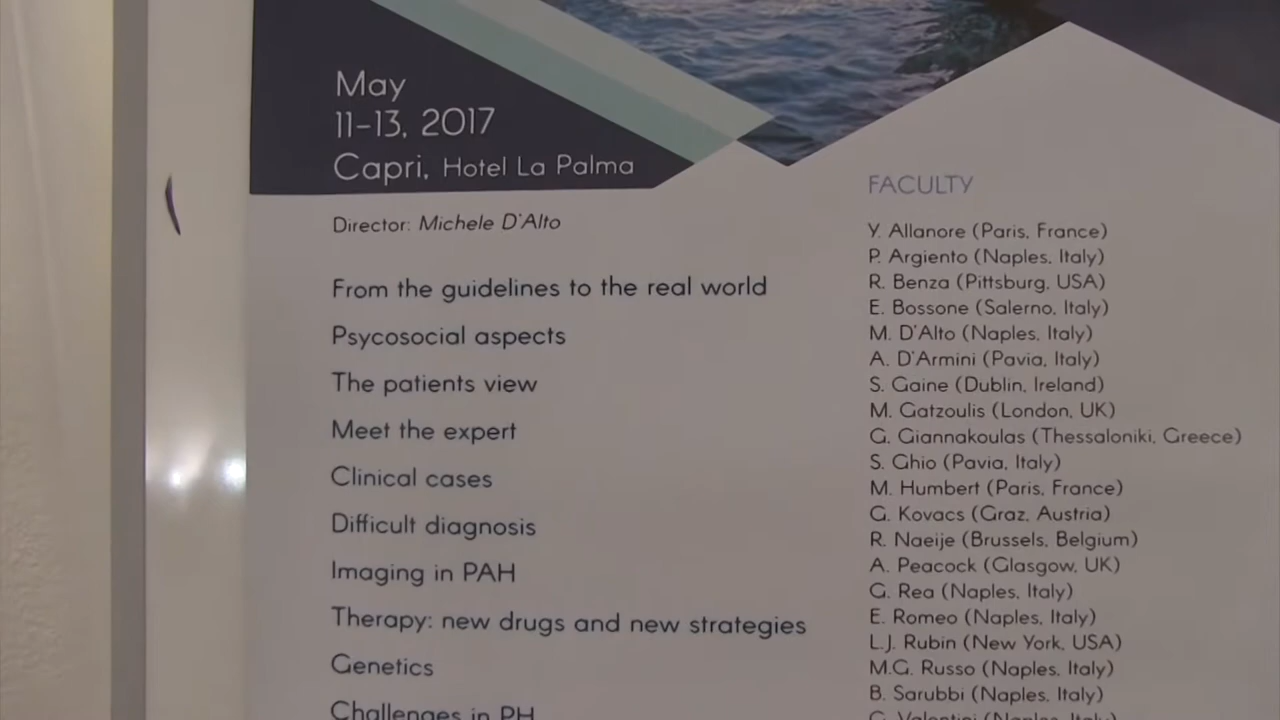 May
11-13, 2017
Capri, Hotel La Palma
Director: Michele D'Alto
From the guidelines to the real world
Psycosocial aspects
The patients view
Meet the expert
Clinical cases
Difficult diagnosis
Imaging in PAH
Therapy: new drugs and new strategies
Genetics
Challenges in PH
FACULTY
Y. Allanore (Paris, France)
P. Argiento (Naples, Italy)
R. Benza (Pittsburg, USA)
E. Bossone (Salerno, Italy)
M. D'Alto (Naples, Italy)
A. D'Armini (Pavia, Italy)
S. Gaine (Dublin, Ireland)
M. Gatzoulis (London, UK)
G. Giannakoulas (Thessaloniki, Greece)
S. Ghio (Pavia, Italy)
M. Humbert (Paris, France)
G. Kovacs (Graz, Austria)
R. Naeije (Brussels, Belgium)
A. Peacock (Glasgow, UK)
G. Rea (Naples, Italy)
E. Romeo (Naples, Italy)
L.J. Rubin (New York, USA)
M.G. Russo (Naples, Italy)
B. Sarubbi (Naples, Italy)